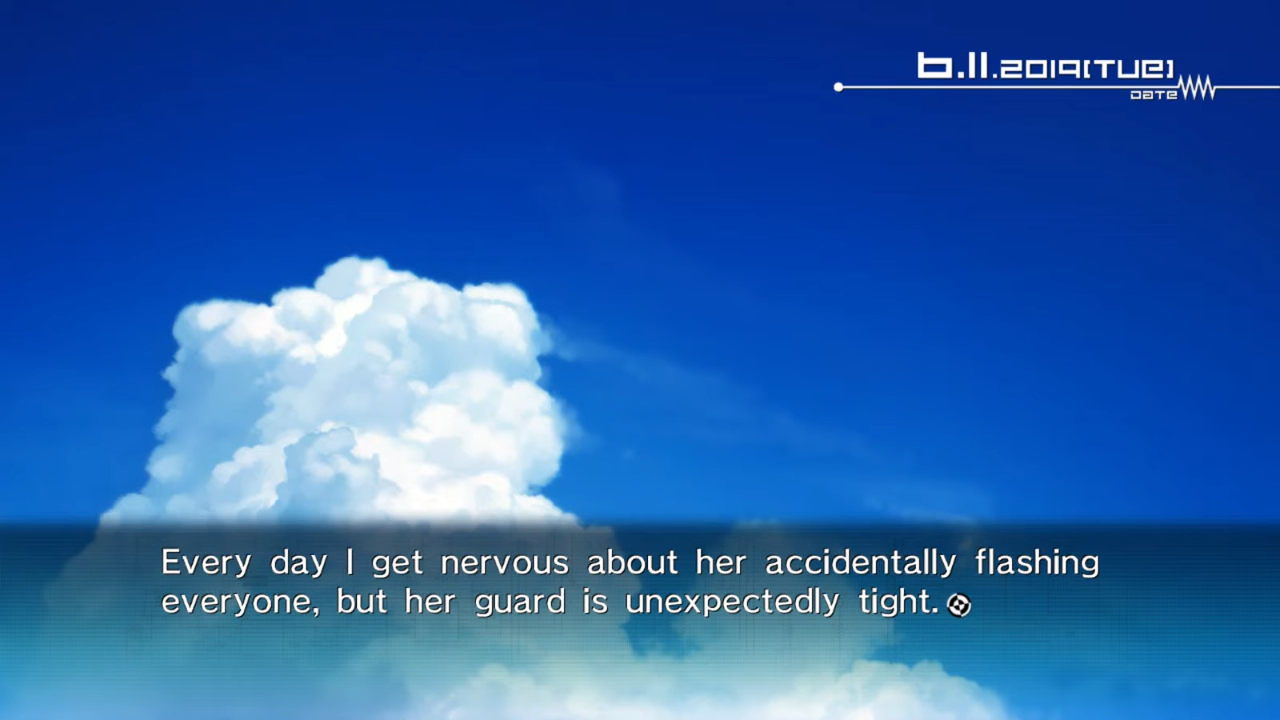 6.11.2019(TUE)
DATE
Every day I get nervous about her accidentally flashing
everyone, but her guard is unexpectedly tight.